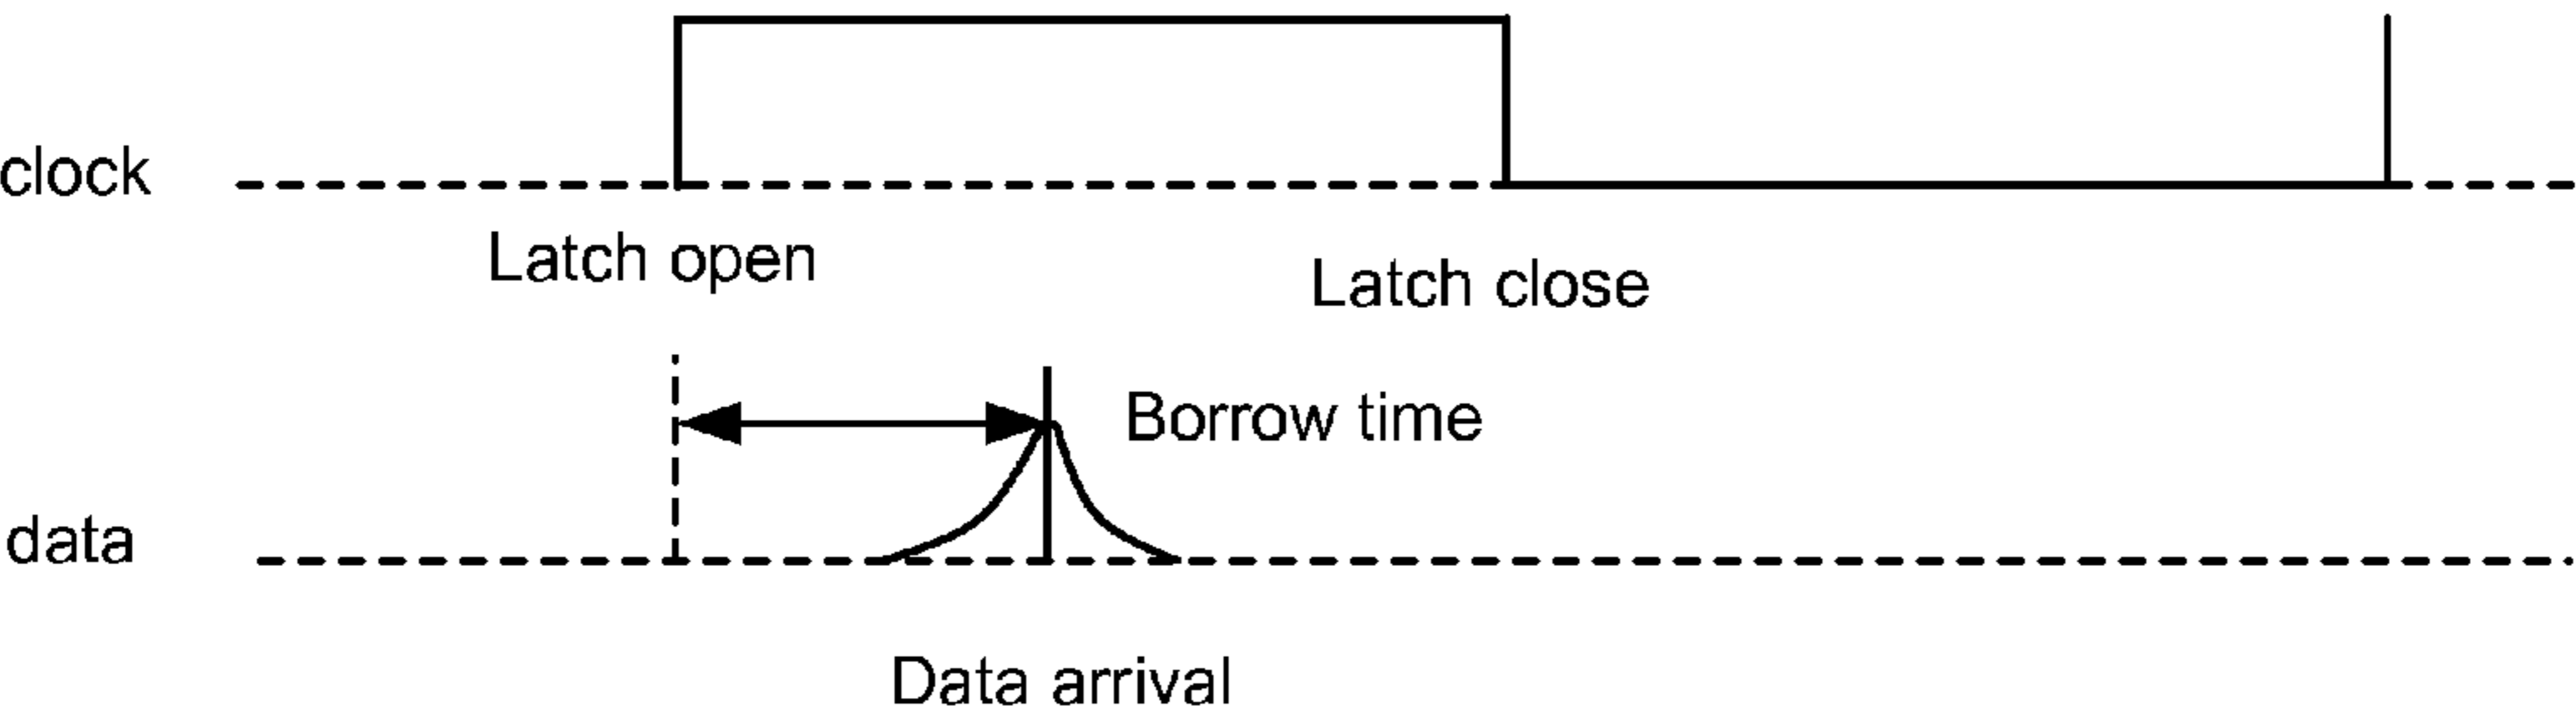 clock
Latch open
Latch close
Borrow time
data
Data arrival